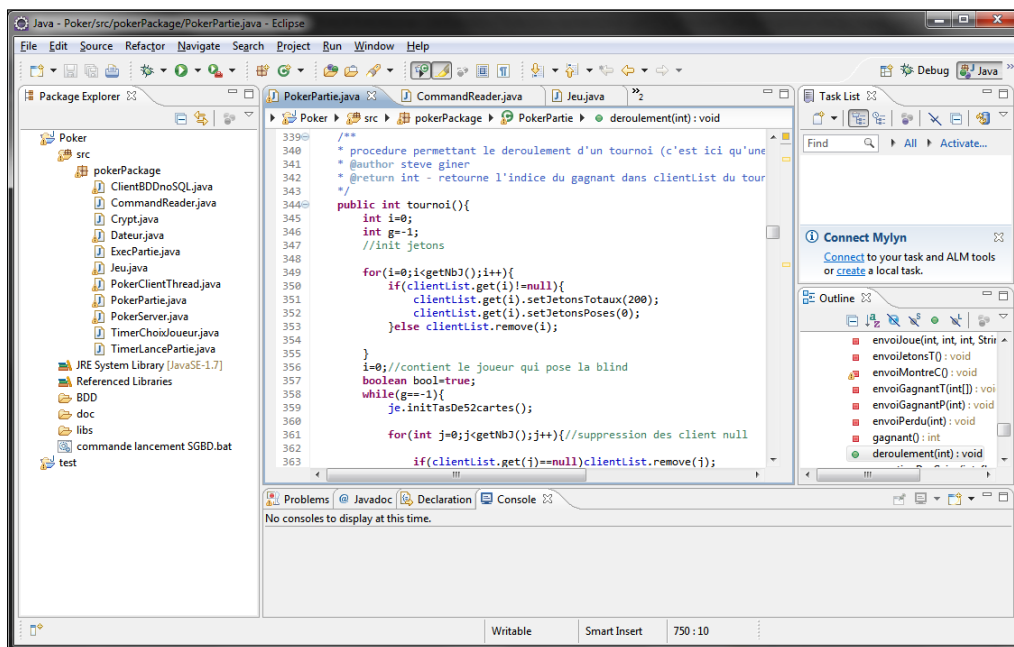 Java - Poker/src/pokerPackage/PokerPartie.java - Eclipse
File Edit Source Refactor Navigate Search Project Run Window Help
Debug Java »
Package Explorer
Poker
src
pokerPackage
ClientBDDnoSQL.java
CommandReader.java
Crypt.java
Dateur.java
ExecPartie.java
Jeu.java
PokerClientThread.java
PokerPartie.java
PokerServer.java
TimerChoixJoueur.java
TimerLancePartie.java
JRE System Library [JavaSE-1.7]
Referenced Libraries
BDD
doc
libs
commande lancement SGBD.bat
test
PokerPartie.java CommandReader.java Jeu.java »2
Poker src pokerPackage PokerPartie deroulement(int) : void
339 /**
340 * procedure permettant le deroulement d'un tournoi (c'est ici qu'une
341 * @author steve giner
342 * @return int - retourne l'indice du gagnant dans clientList du tour
343 */
344 public int tournoi(){
345 int i=0;
346 int g=-1;
347 //init jetons
348
349 for(i=0;i<getNbJ();i++){
350 if(clientList.get(i)!=null){
351 clientList.get(i).setJetonsTotaux(200);
352 clientList.get(i).setJetonsPoses(0);
353 }else clientList.remove(i);
354
355 }
356 i=0;//contient le joueur qui pose la blind
357 boolean bool=true;
358 while(g==-1){
359 je.initTasDe52cartes();
360
361 for(int j=0;j<getNbJ();j++){//suppression des client null
362
363 if(clientList.get(j)==null)clientList.remove(j);
Task List
Find All Activate...
Connect Mylyn
Connect to your task and ALM tools
or create a local task.
Outline
envoiJoue(int, int, int, Strir
envoiJetonsT() : void
envoiMontreC() : void
envoiGagnantT(int[]) : voi
envoiGagnantP(int) : void
envoiPerdu(int) : void
gagnant() : int
deroulement(int) : void
Problems @ Javadoc Declaration Console
No consoles to display at this time.
Writable Smart Insert 750 : 10